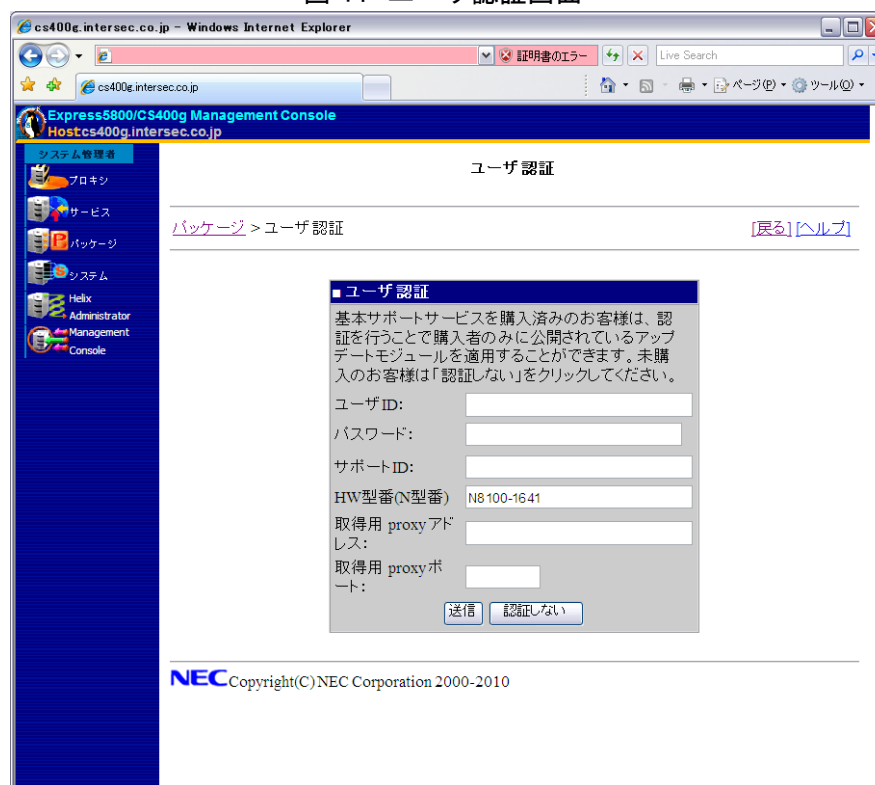 cs400g.intersec.co.jp - Windows Internet Explorer
証明書のエラー
Live Search
cs400g.intersec.co.jp
ページ(P)
ツール(O)
Express5800/CS400g Management Console
Host:cs400g.intersec.co.jp
システム管理者
プロキシ
サービス
パッケージ
システム
Helix
Administrator
Management
Console
ユーザ認証
パッケージ > ユーザ認証
[戻る] [ヘルプ]
■ユーザ認証
基本サポートサービスを購入済みのお客様は、認
証を行うことで購入者のみに公開されているアップ
デートモジュールを適用することができます。未購
入のお客様は「認証しない」をクリックしてください。
ユーザID:
パスワード:
サポートID:
HW型番(N型番)
N8100-1641
取得用 proxyアド
レス:
取得用 proxyポ
ート:
送信
認証しない
NEC Copyright(C) NEC Corporation 2000-2010